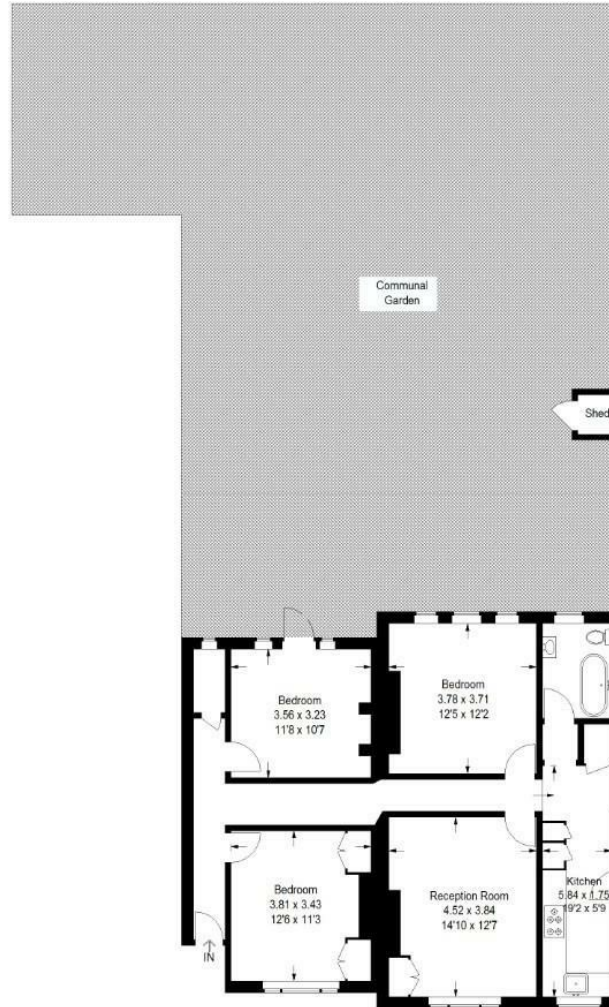 Communal
Garden
Shed
Bedroom
3.56 x 3.23
11'8 x 10'7
Bedroom
3.78 x 3.71
12'5 x 12'2
Bedroom
3.81 x 3.43
12'6 x 11'3
Reception Room
4.52 x 3.84
14'10 x 12'7
Kitchen
5.84 x 1.75
19'2 x 5'9
IN